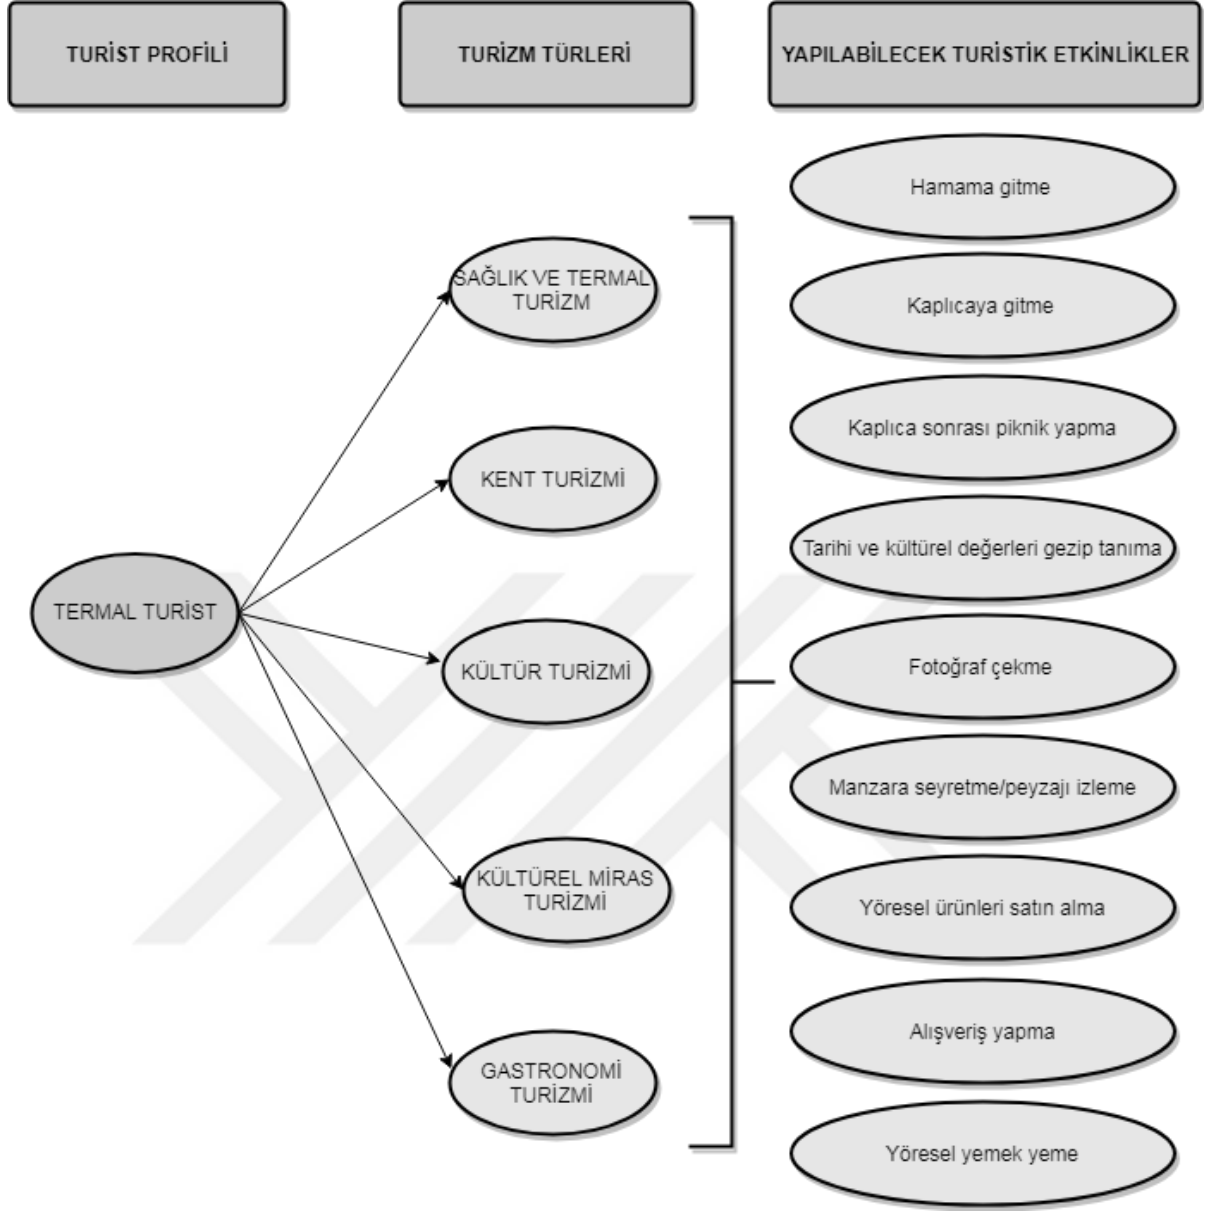 TURİST PROFİLİ
TURİZM TÜRLERİ
YAPILABİLECEK TURİSTİK ETKİNLİKLER
TERMAL TURİST
SAĞLIK VE TERMAL
TURİZM
KENT TURİZMİ
KÜLTÜR TURİZMİ
KÜLTÜREL MİRAS
TURİZMİ
GASTRONOMİ
TURİZMİ
Hamama gitme
Kaplıcaya gitme
Kaplıca sonrası piknik yapma
Tarihi ve kültürel değerleri gezip tanıma
Fotoğraf çekme
Manzara seyretme/peyzajı izleme
Yöresel ürünleri satın alma
Alışveriş yapma
Yöresel yemek yeme